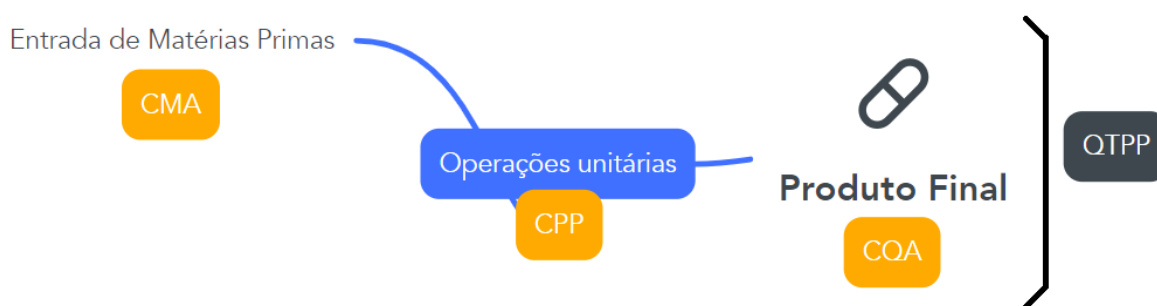 Entrada de Matérias Primas
CMA
Operações unitárias
CPP
Produto Final
CQA
QTPP